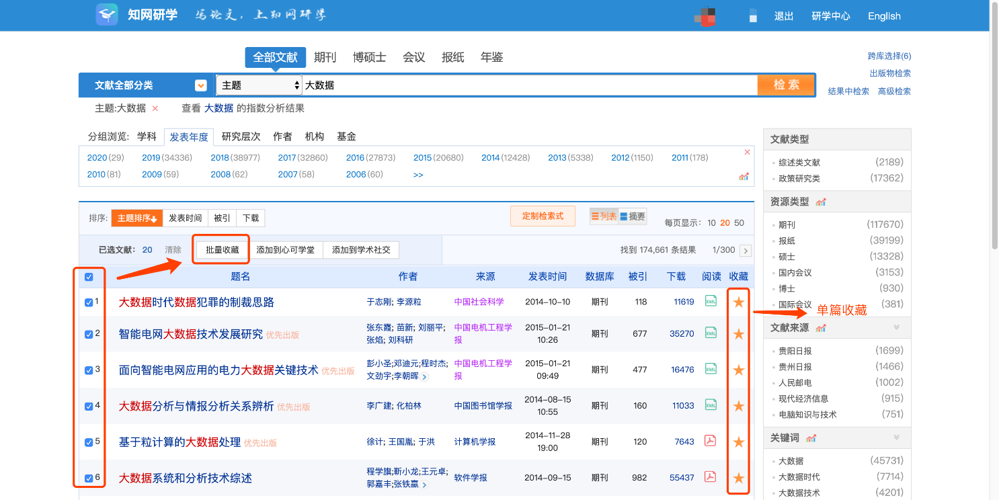 知网研学 写论文，上知网研学 退出 研学中心 English
全部文献 期刊 博硕士 会议 报纸 年鉴
跨库选择(6)
出版物检索
文献全部分类 主题 大数据 检索
结果中检索 高级检索
主题:大数据 × 查看 大数据 的指数分析结果
分组浏览: 学科 发表年度 研究层次 作者 机构 基金
2020(29) 2019(34336) 2018(38977) 2017(32860) 2016(27873) 2015(20680) 2014(12428) 2013(5338) 2012(1150) 2011(178)
2010(81) 2009(59) 2008(62) 2007(58) 2006(60) >>
排序: 主题排序 发表时间 被引 下载 定制检索式 列表 摘要 每页显示: 10 20 50
已选文献: 20 清除 批量收藏 添加到心可学堂 添加到学术社交 找到 174,661 条结果 1/300 >
题名 作者 来源 发表时间 数据库 被引 下载 阅读 收藏
1 大数据时代数据犯罪的制裁思路 于志刚; 李源粒 中国社会科学 2014-10-10 期刊 118 11619 XML
单篇收藏
2 智能电网大数据技术发展研究 优先出版 张东霞; 苗新; 刘丽平; 张焰; 刘科研 中国电机工程学报 2015-01-21 10:26 期刊 677 35270 XML
3 面向智能电网应用的电力大数据关键技术 优先出版 彭小圣;邓迪元;程时杰; 文劲宇;李朝晖 中国电机工程学报 2015-01-21 09:49 期刊 477 16476 XML
4 大数据分析与情报分析关系辨析 优先出版 李广建; 化柏林 中国图书馆学报 2014-08-15 10:55 期刊 160 11033 XML
5 基于粒计算的大数据处理 优先出版 徐计; 王国胤; 于洪 计算机学报 2014-11-28 19:00 期刊 120 7643
6 大数据系统和分析技术综述 程学旗;靳小龙;王元卓; 郭嘉丰;张铁赢 软件学报 2014-09-15 期刊 982 55437
文献类型
综述类文献 (2189)
政策研究类 (17362)
资源类型
期刊 (117670)
报纸 (39199)
硕士 (13328)
国内会议 (3153)
博士 (930)
国际会议 (381)
文献来源
贵阳日报 (1699)
贵州日报 (1466)
人民邮电 (1002)
现代经济信息 (915)
电脑知识与技术 (751)
关键词
大数据 (45731)
大数据时代 (7714)
大数据技术 (4201)